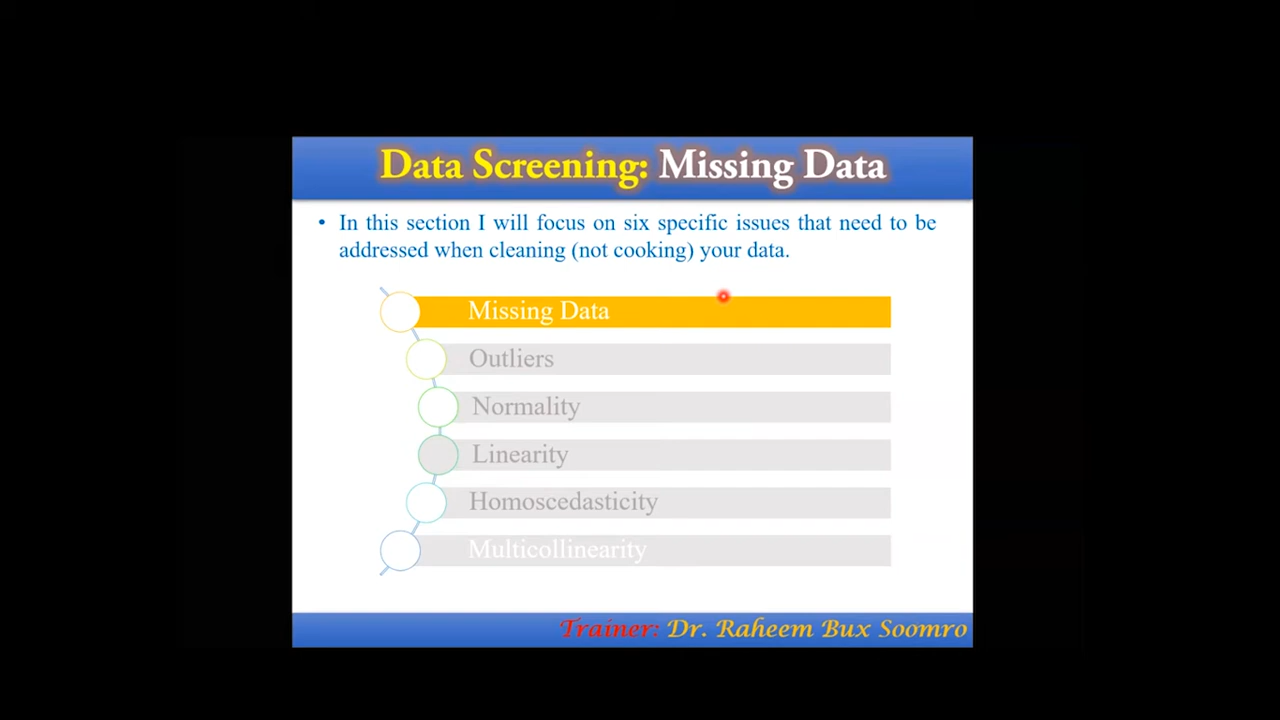 Data Screening: Missing Data
• In this section I will focus on six specific issues that need to be
addressed when cleaning (not cooking) your data.
Missing Data
Outliers
Normality
Linearity
Homoscedasticity
Multicollinearity
Trainer: Dr. Raheem Bux Soomro